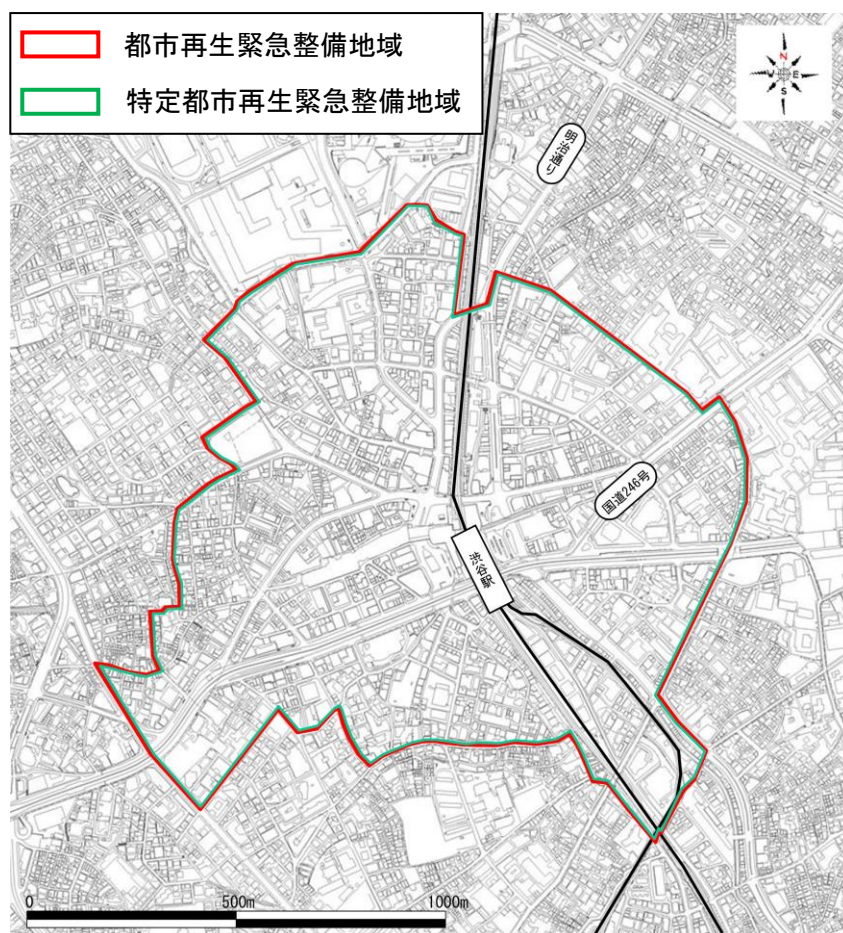 都市再生緊急整備地域
特定都市再生緊急整備地域
N
W E
S
明治通り
国道246号
渋谷駅
0 500m 1000m